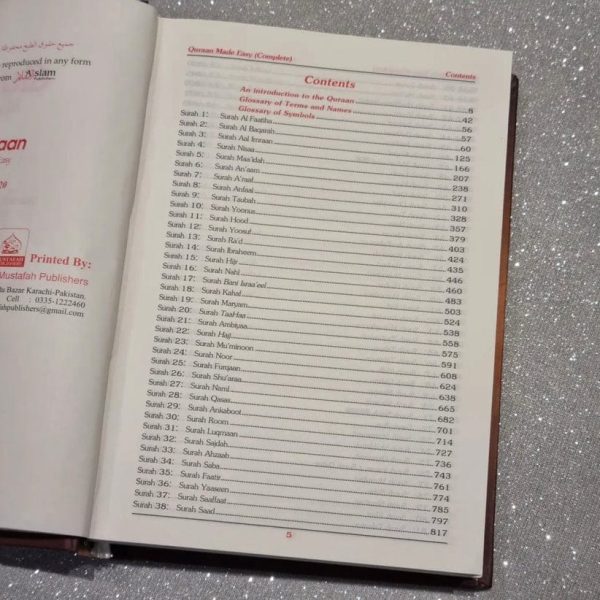 جميع حقوق الطبع محفوظة
reproduced in any form
from Aslam
aan
Easy
20
MUSTAFAH
Printed By:
Mustafah Publishers
Bazar Karachi-Pakistan,
Cell : 0335-1222460
ahpublishers@gmail.com
Quraan Made Easy (Complete) Contents
Contents
An introduction to the Quraan 8
Glossary of Terms and Names 42
Glossary of Symbols 56
Surah 1: Surah Al Faatiha 57
Surah 2: Surah Al Baqarah 60
Surah 3: Surah Aal Imraan 125
Surah 4: Surah Nisaa 166
Surah 5: Surah Maa'idah 207
Surah 6: Surah An'aam 238
Surah 7: Surah A'raaf 271
Surah 8: Surah Anfaal 310
Surah 9: Surah Taubah 328
Surah 10: Surah Yoonus 357
Surah 11: Surah Hood 379
Surah 12: Surah Yoosuf 403
Surah 13: Surah Ra'd 424
Surah 14: Surah Ibraheem 435
Surah 15: Surah Hijr 446
Surah 16: Surah Nahl 460
Surah 17: Surah Bani Israa'eel 483
Surah 18: Surah Kahaf 503
Surah 19: Surah Maryam 524
Surah 20: Surah TaaHaa 538
Surah 21: Surah Ambiyaa 558
Surah 22: Surah Hajj 575
Surah 23: Surah Mu'minoon 591
Surah 24: Surah Noor 608
Surah 25: Surah Furqaan 624
Surah 26: Surah Shu'araa 638
Surah 27: Surah Naml 665
Surah 28: Surah Qasas 682
Surah 29: Surah Ankaboot 701
Surah 30: Surah Room 714
Surah 31: Surah Luqmaan 727
Surah 32: Surah Sajdah 736
Surah 33: Surah Ahzaab 743
Surah 34: Surah Saba 761
Surah 35: Surah Faatir 774
Surah 36: Surah Yaaseen 785
Surah 37: Surah Saaffaat 797
Surah 38: Surah Saad 817
5